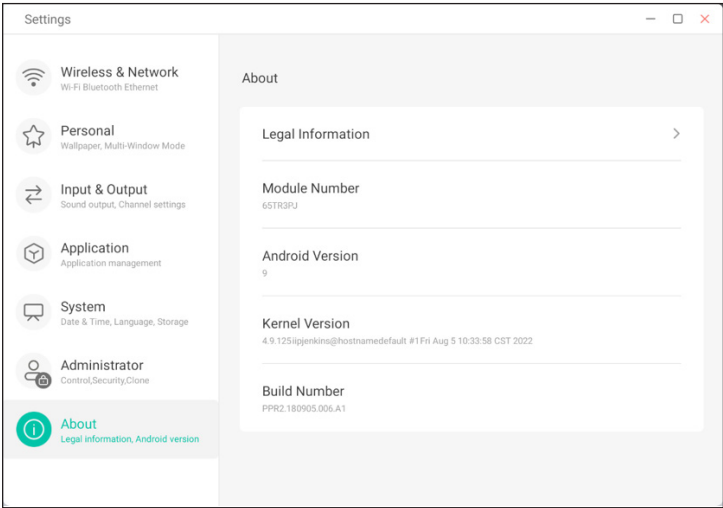 Settings
Wireless & Network
Wi-Fi Bluetooth Ethernet
Personal
Wallpaper, Multi-Window Mode
Input & Output
Sound output, Channel settings
Application
Application management
System
Date & Time, Language, Storage
Administrator
Control,Security,Clone
About
Legal information, Android version
About
Legal Information
Module Number
65TR3PJ
Android Version
9
Kernel Version
4.9.125iipjenkins@hostnamedefault #1Fri Aug 5 10:33:58 CST 2022
Build Number
PPR2.180905.006.A1